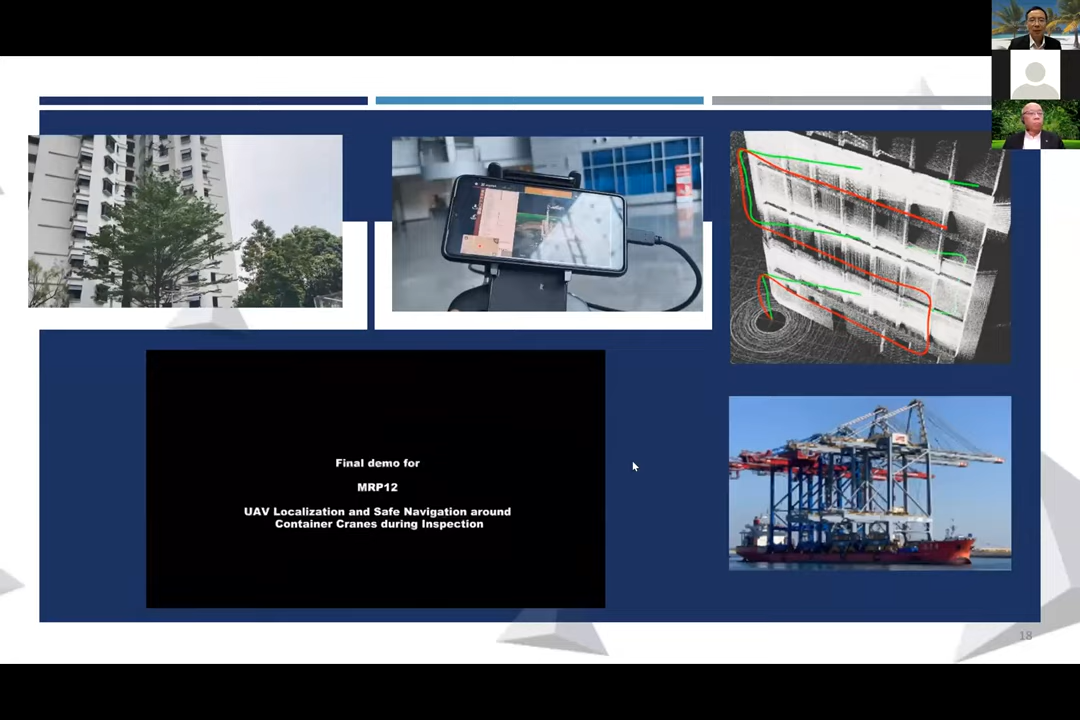 Final demo for
MRP12
UAV Localization and Safe Navigation around
Container Cranes during Inspection
18